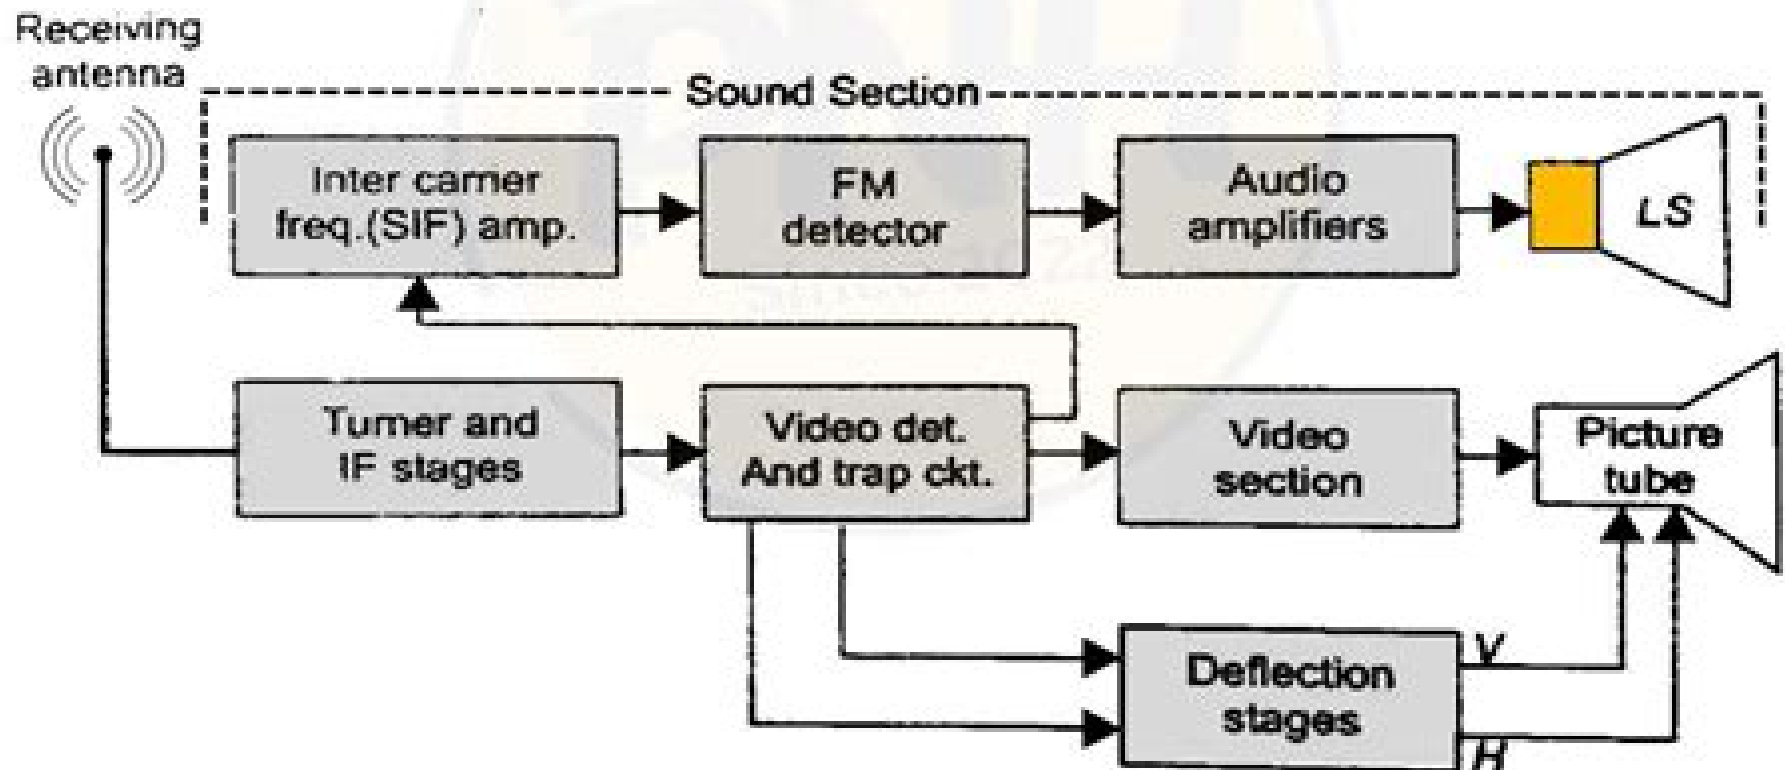 Receiving
antenna
Sound Section
Inter carrier
freq.(SIF) amp.
FM
detector
Audio
amplifiers
LS
Turner and
IF stages
Video det.
And trap ckt.
Video
section
Picture
tube
Deflection
stages
V
H